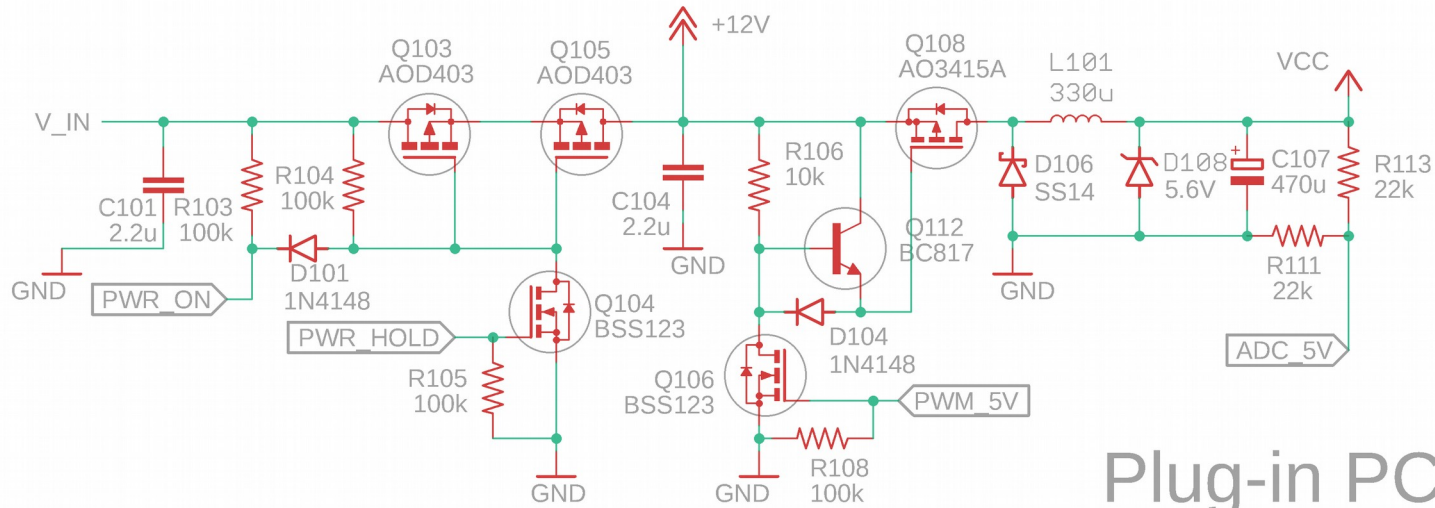 +12V
Q103
AOD403
Q105
AOD403
Q108
AO3415A
L101
330u
VCC
V_IN
C101
2.2u
R103
100k
R104
100k
C104
2.2u
R106
10k
D106
SS14
D108
5.6V
+
C107
470u
R113
22k
Q112
BC817
GND
D101
1N4148
GND
GND
R111
22k
PWR_ON
Q104
BSS123
PWR_HOLD
D104
1N4148
ADC_5V
R105
100k
Q106
BSS123
PWM_5V
R108
100k
GND
GND
Plug-in PC